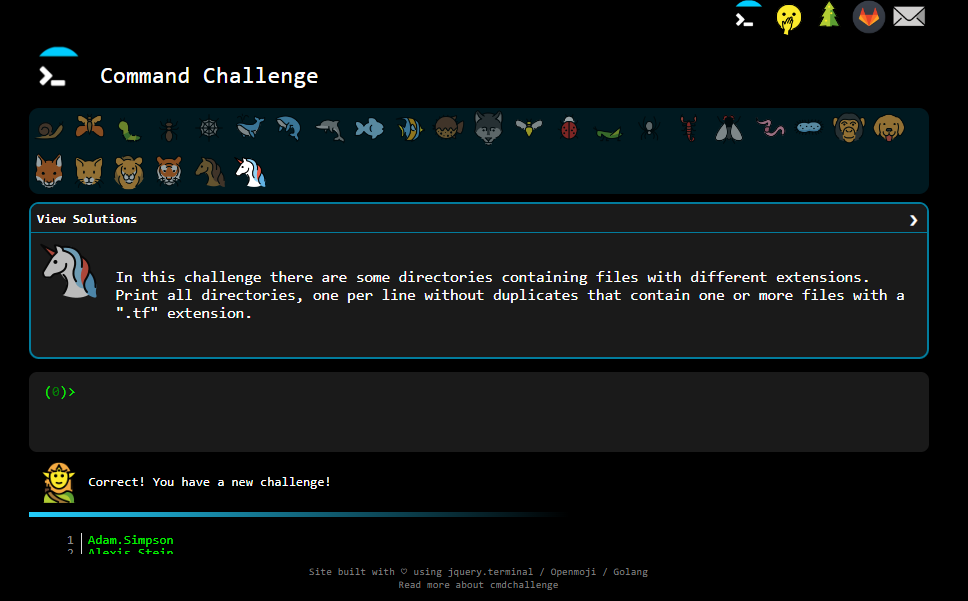 Command Challenge
View Solutions
In this challenge there are some directories containing files with different extensions.
Print all directories, one per line without duplicates that contain one or more files with a
".tf" extension.
(0)>
Correct! You have a new challenge!
1 Adam.Simpson
2 Alexis.Stein
Site built with ♡ using jquery.terminal / Openmoji / Golang
Read more about cmdchallenge